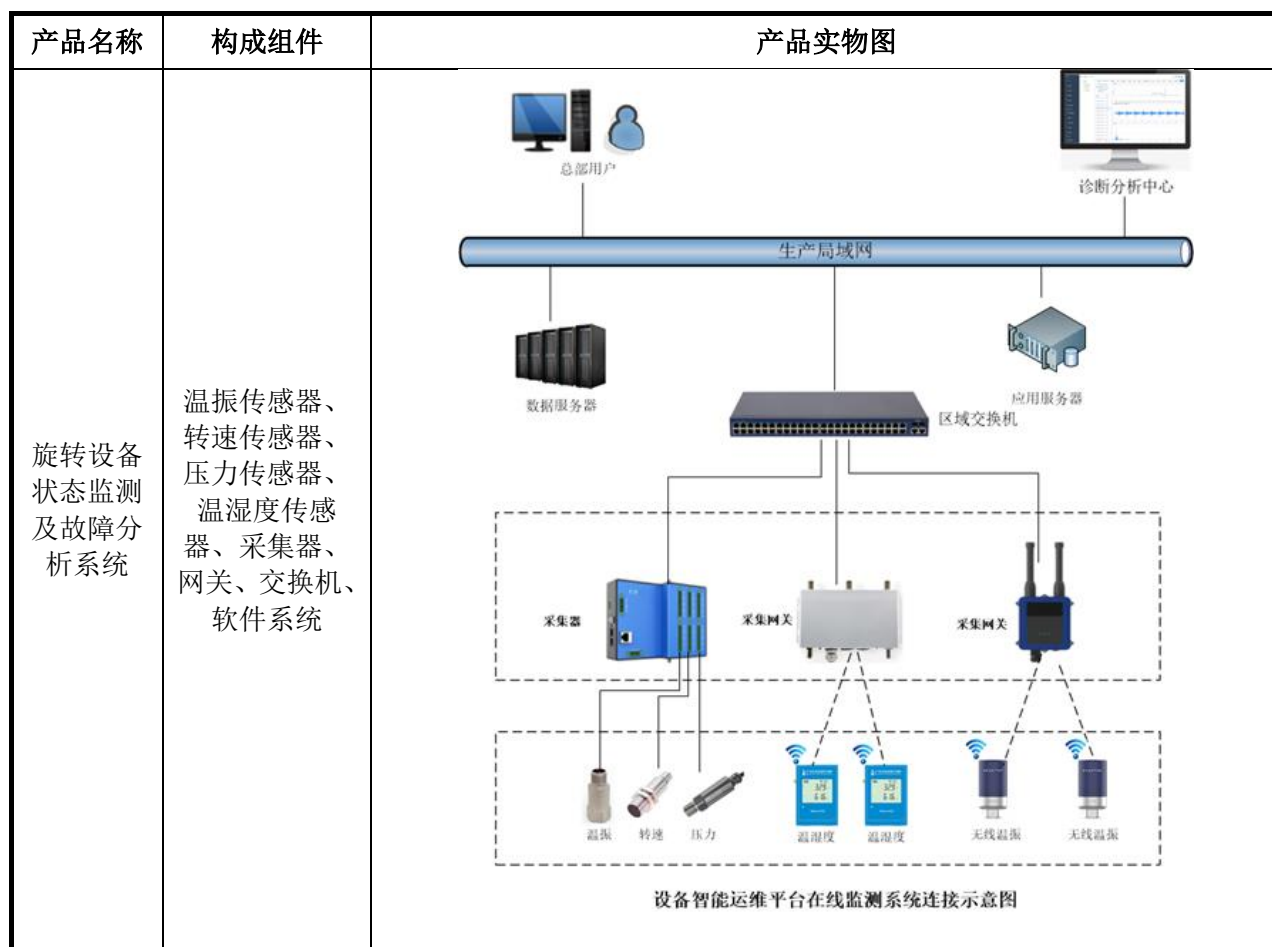 产品名称
构成组件
产品实物图
旋转设备
状态监测
及故障分
析系统
温振传感器、
转速传感器、
压力传感器、
温湿度传感
器、采集器、
网关、交换机、
软件系统
总部用户
诊断分析中心
生产局域网
数据服务器
应用服务器
区域交换机
采集器
采集网关
采集网关
温振
转速
压力
温湿度
温湿度
无线温振
无线温振
设备智能运维平台在线监测系统连接示意图